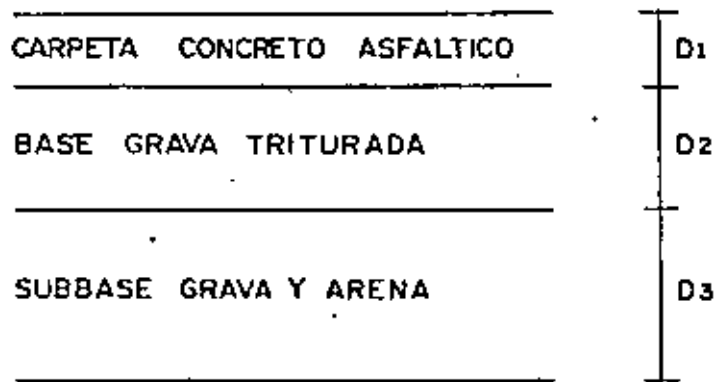 CARPETA CONCRETO ASFALTICO D1
BASE GRAVA TRITURADA D2
SUBBASE GRAVA Y ARENA D3